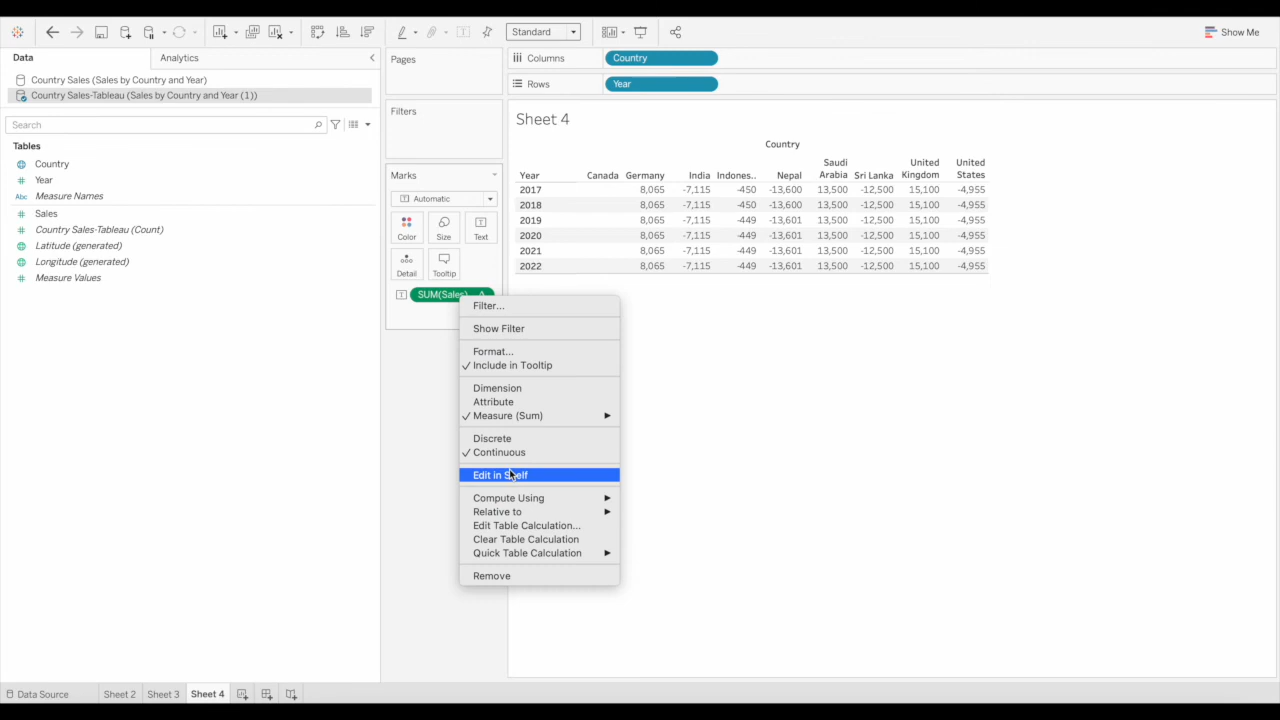 Standard
Show Me
Data
Analytics
Country Sales (Sales by Country and Year)
Country Sales-Tableau (Sales by Country and Year (1))
Search
Tables
Country
Year
Abc Measure Names
Sales
Country Sales-Tableau (Count)
Latitude (generated)
Longitude (generated)
Measure Values
Pages
Filters
Marks
Automatic
Color Size Text
Detail Tooltip
SUM(Sales)
Columns Country
Rows Year
Sheet 4
Country
Year Canada Germany India Indones.. Nepal Saudi Arabia Sri Lanka United Kingdom United States
2017 8,065 -7,115 -450 -13,600 13,500 -12,500 15,100 -4,955
2018 8,065 -7,115 -450 -13,600 13,500 -12,500 15,100 -4,955
2019 8,065 -7,115 -449 -13,601 13,500 -12,500 15,100 -4,955
2020 8,065 -7,115 -449 -13,601 13,500 -12,500 15,100 -4,955
2021 8,065 -7,115 -449 -13,601 13,500 -12,500 15,100 -4,955
2022 8,065 -7,115 -449 -13,601 13,500 -12,500 15,100 -4,955
Filter...
Show Filter
Format...
Include in Tooltip
Dimension
Attribute
Measure (Sum)
Discrete
Continuous
Edit in Shelf
Compute Using
Relative to
Edit Table Calculation...
Clear Table Calculation
Quick Table Calculation
Remove
Data Source
Sheet 2
Sheet 3
Sheet 4